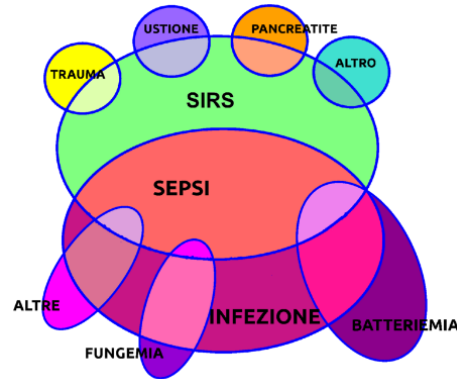 USTIONE
PANCREATITE
TRAUMA
ALTRO
SIRS
SEPSI
ALTRE
INFEZIONE
BATTERIEMIA
FUNGEMIA